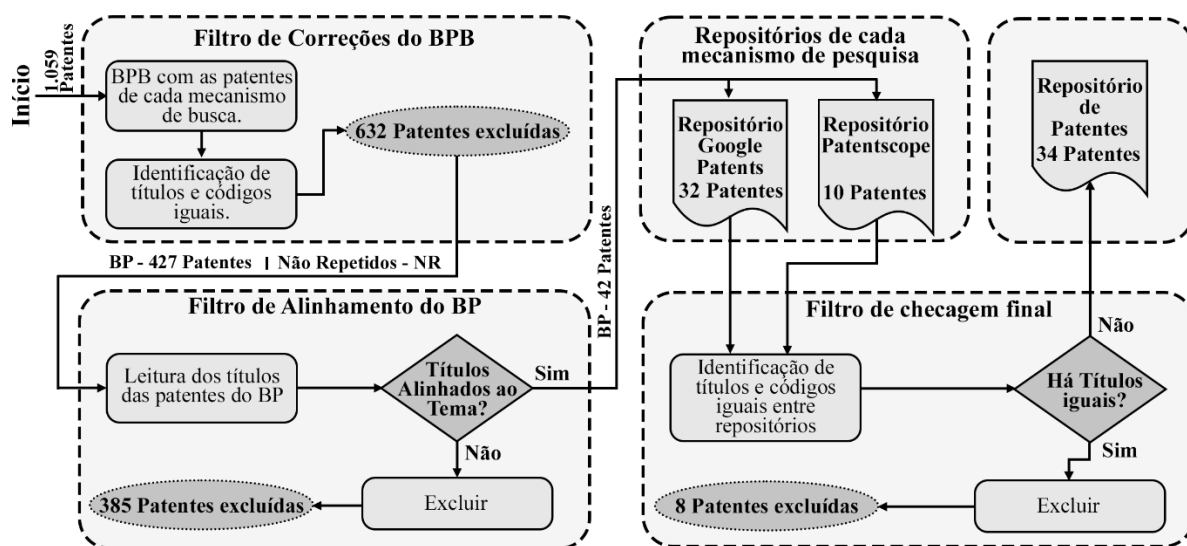 Início
1.059
Patentes
Filtro de Correções do BPB
BPB com as patentes
de cada mecanismo
de busca.
632 Patentes excluídas
Identificação de
títulos e códigos
iguais.
BP - 427 Patentes | Não Repetidos - NR
Filtro de Alinhamento do BP
Leitura dos títulos
das patentes do BP
Títulos
Alinhados ao
Tema?
Sim
Não
Excluir
385 Patentes excluídas
BP - 42 Patentes
Repositórios de cada
mecanismo de pesquisa
Repositório
Google
Patents
32 Patentes
Repositório
Patentscope
10 Patentes
Repositório
de
Patentes
34 Patentes
Filtro de checagem final
Identificação de
títulos e códigos
iguais entre
repositórios
Há Títulos
iguais?
Não
Sim
Excluir
8 Patentes excluídas